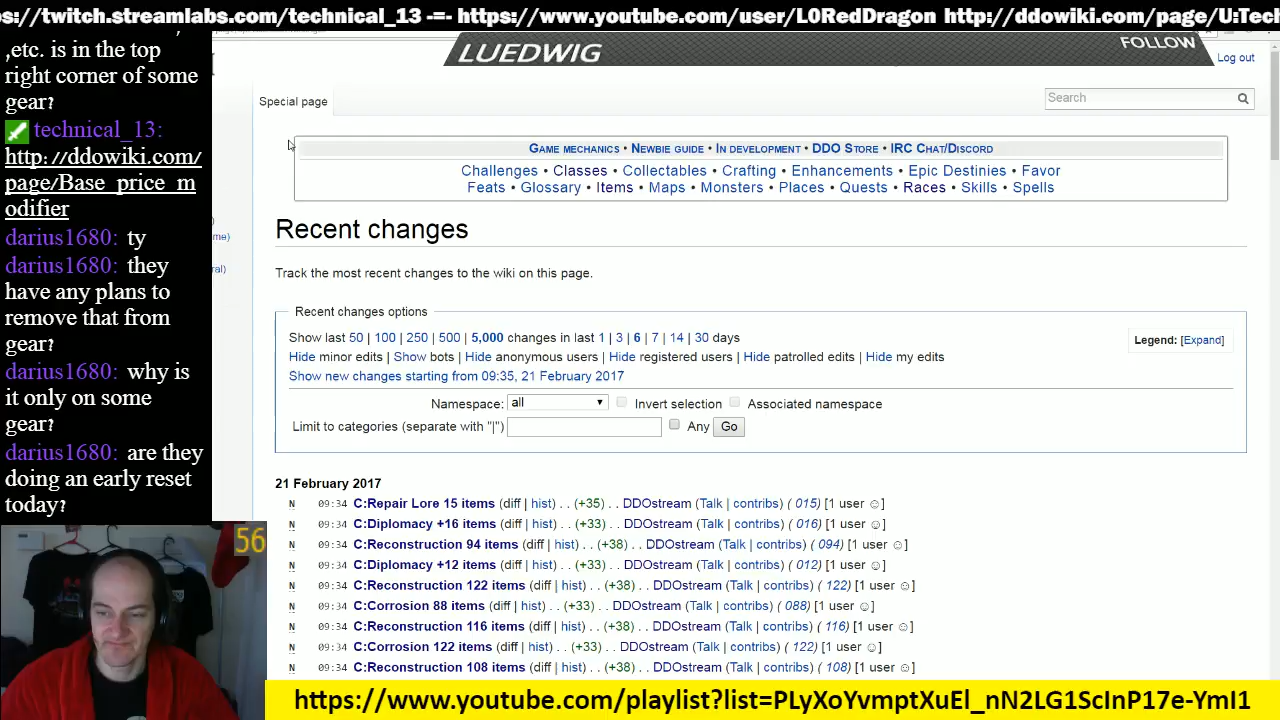 s://twitch.streamlabs.com/technical_13 -=- https://www.youtube.com/user/L0RedDragon http://ddowiki.com/page/U:Tech
,etc. is in the top
right corner of some
gear?
technical_13:
http://ddowiki.com/
page/Base_price_m
odifier
darius1680: ty
darius1680: they
have any plans to
remove that from
gear?
darius1680: why is
it only on some
gear?
darius1680: are they
doing an early reset
today?
56
LUEDWIG
FOLLOW
Log out
Special page
Search
Game mechanics • Newbie guide • In development • DDO Store • IRC Chat/Discord
Challenges • Classes • Collectables • Crafting • Enhancements • Epic Destinies • Favor
Feats • Glossary • Items • Maps • Monsters • Places • Quests • Races • Skills • Spells
Recent changes
Track the most recent changes to the wiki on this page.
Recent changes options
Show last 50 | 100 | 250 | 500 | 5,000 changes in last 1 | 3 | 6 | 7 | 14 | 30 days
Legend: [Expand]
Hide minor edits | Show bots | Hide anonymous users | Hide registered users | Hide patrolled edits | Hide my edits
Show new changes starting from 09:35, 21 February 2017
Namespace: all Invert selection Associated namespace
Limit to categories (separate with "|") Any Go
21 February 2017
N 09:34 C:Repair Lore 15 items (diff | hist) . . (+35) . . DDOstream (Talk | contribs) ( 015) [1 user ☺]
N 09:34 C:Diplomacy +16 items (diff | hist) . . (+33) . . DDOstream (Talk | contribs) ( 016) [1 user ☺]
N 09:34 C:Reconstruction 94 items (diff | hist) . . (+38) . . DDOstream (Talk | contribs) ( 094) [1 user ☺]
N 09:34 C:Diplomacy +12 items (diff | hist) . . (+33) . . DDOstream (Talk | contribs) ( 012) [1 user ☺]
N 09:34 C:Reconstruction 122 items (diff | hist) . . (+38) . . DDOstream (Talk | contribs) ( 122) [1 user ☺]
N 09:34 C:Corrosion 88 items (diff | hist) . . (+33) . . DDOstream (Talk | contribs) ( 088) [1 user ☺]
N 09:34 C:Reconstruction 116 items (diff | hist) . . (+38) . . DDOstream (Talk | contribs) ( 116) [1 user ☺]
N 09:34 C:Corrosion 122 items (diff | hist) . . (+33) . . DDOstream (Talk | contribs) ( 122) [1 user ☺]
N 09:34 C:Reconstruction 108 items (diff | hist) . . (+38) . . DDOstream (Talk | contribs) ( 108) [1 user ☺]
https://www.youtube.com/playlist?list=PLyXoYvmptXuEl_nN2LG1ScInP17e-YmI1